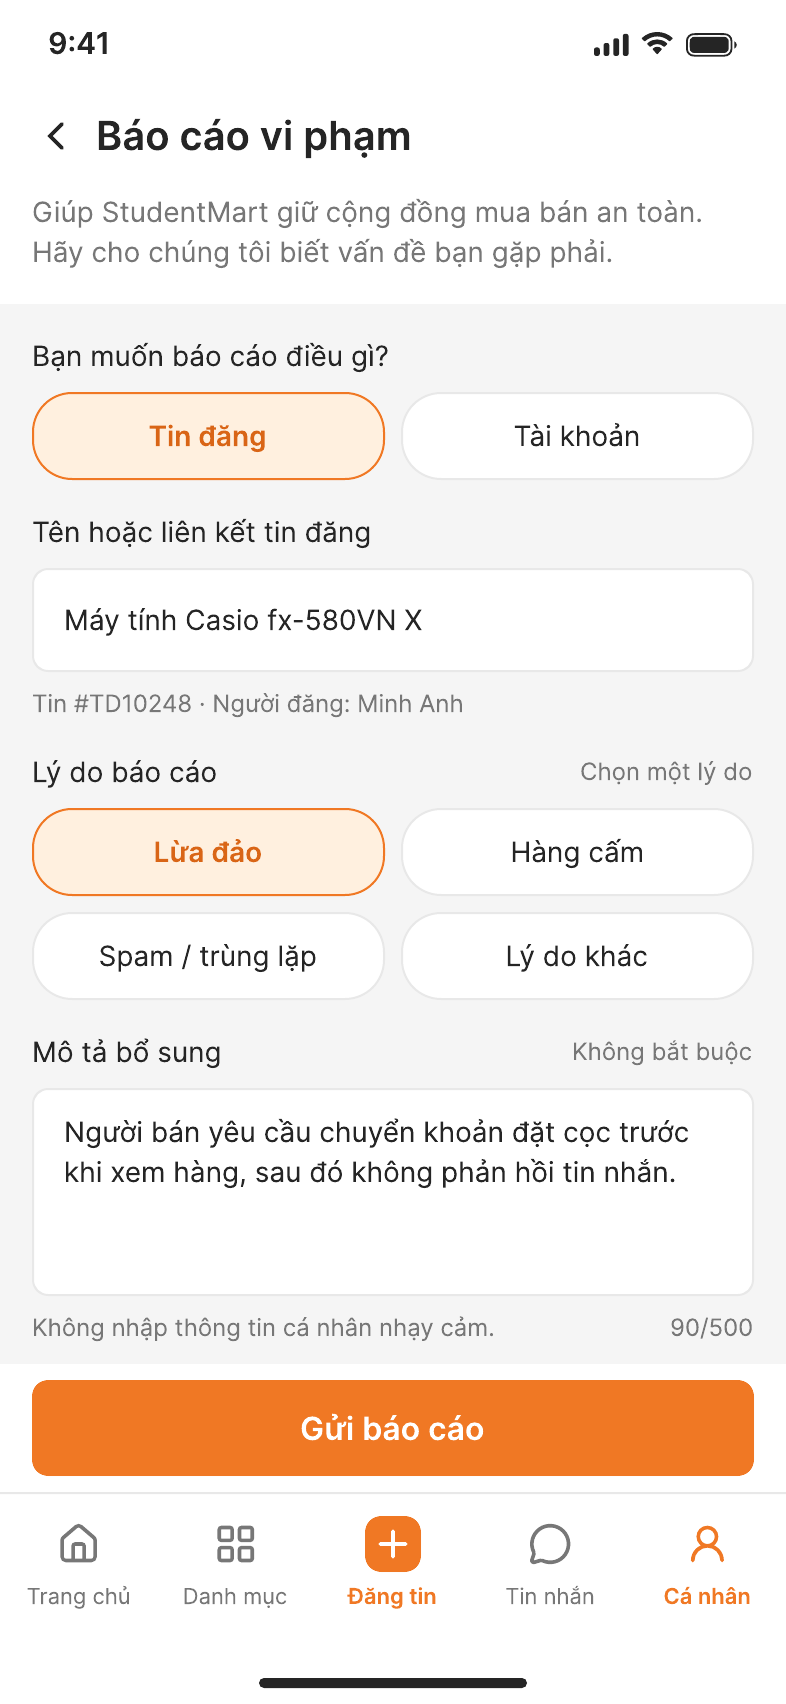 9:41
Báo cáo vi phạm
Giúp StudentMart giữ cộng đồng mua bán an toàn.
Hãy cho chúng tôi biết vấn đề bạn gặp phải.
Bạn muốn báo cáo điều gì?
Tin đăng
Tài khoản
Tên hoặc liên kết tin đăng
Máy tính Casio fx-580VN X
Tin #TD10248 · Người đăng: Minh Anh
Lý do báo cáo
Chọn một lý do
Lừa đảo
Hàng cấm
Spam / trùng lặp
Lý do khác
Mô tả bổ sung
Không bắt buộc
Người bán yêu cầu chuyển khoản đặt cọc trước
khi xem hàng, sau đó không phản hồi tin nhắn.
Không nhập thông tin cá nhân nhạy cảm.
90/500
Gửi báo cáo
Trang chủ
Danh mục
Đăng tin
Tin nhắn
Cá nhân